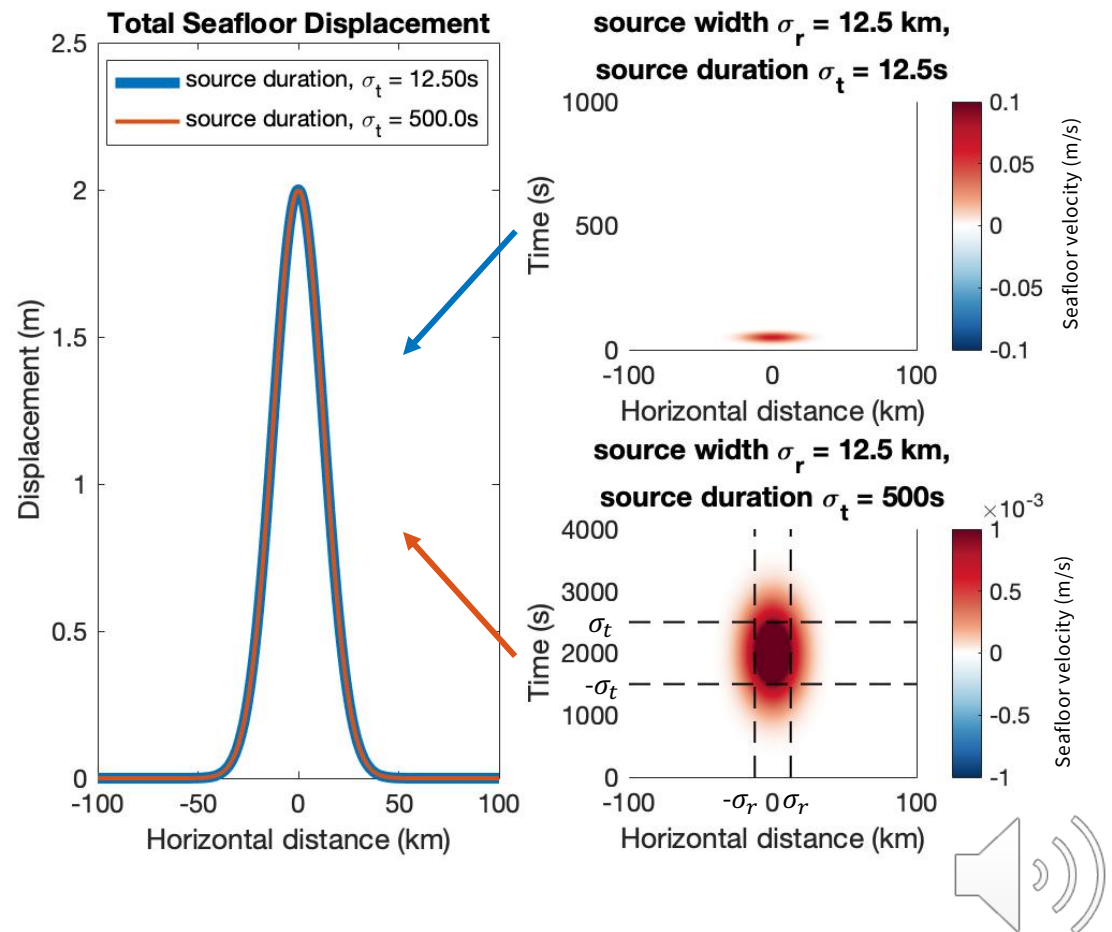 Total Seafloor Displacement
2.5
2
1.5
1
0.5
0
Displacement (m)
source duration, σt = 12.50s
source duration, σt = 500.0s
-100
-50
0
50
100
Horizontal distance (km)
source width σr = 12.5 km,
source duration σt = 12.5s
1000
500
0
Time (s)
-100
0
100
Horizontal distance (km)
0.1
0.05
0
-0.05
-0.1
Seafloor velocity (m/s)
source width σr = 12.5 km,
source duration σt = 500s
4000
3000
σt
2000
-σt
1000
0
Time (s)
-100
-σr
0
σr
100
Horizontal distance (km)
×10-3
1
0.5
0
-0.5
-1
Seafloor velocity (m/s)